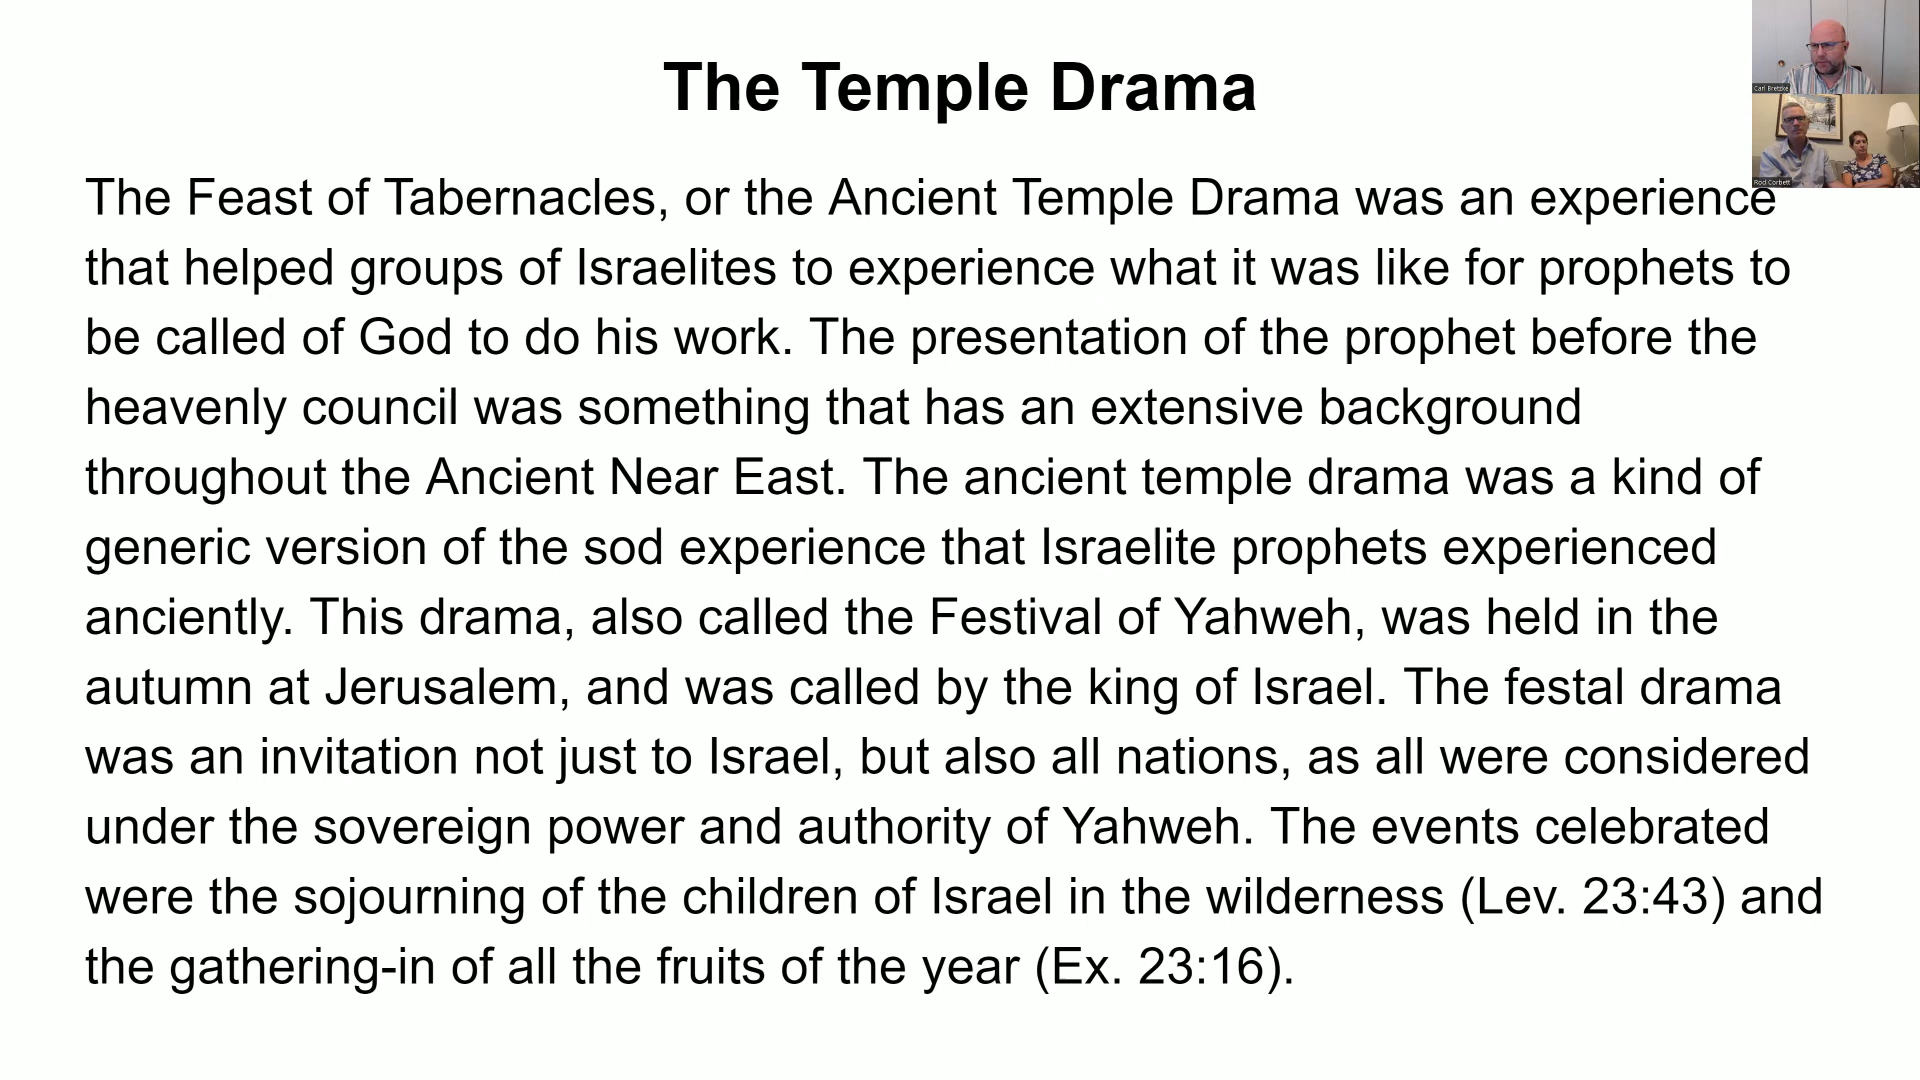 The Temple Drama
Carl Bretzke
Rod Corbett
The Feast of Tabernacles, or the Ancient Temple Drama was an experience
that helped groups of Israelites to experience what it was like for prophets to
be called of God to do his work. The presentation of the prophet before the
heavenly council was something that has an extensive background
throughout the Ancient Near East. The ancient temple drama was a kind of
generic version of the sod experience that Israelite prophets experienced
anciently. This drama, also called the Festival of Yahweh, was held in the
autumn at Jerusalem, and was called by the king of Israel. The festal drama
was an invitation not just to Israel, but also all nations, as all were considered
under the sovereign power and authority of Yahweh. The events celebrated
were the sojourning of the children of Israel in the wilderness (Lev. 23:43) and
the gathering-in of all the fruits of the year (Ex. 23:16).